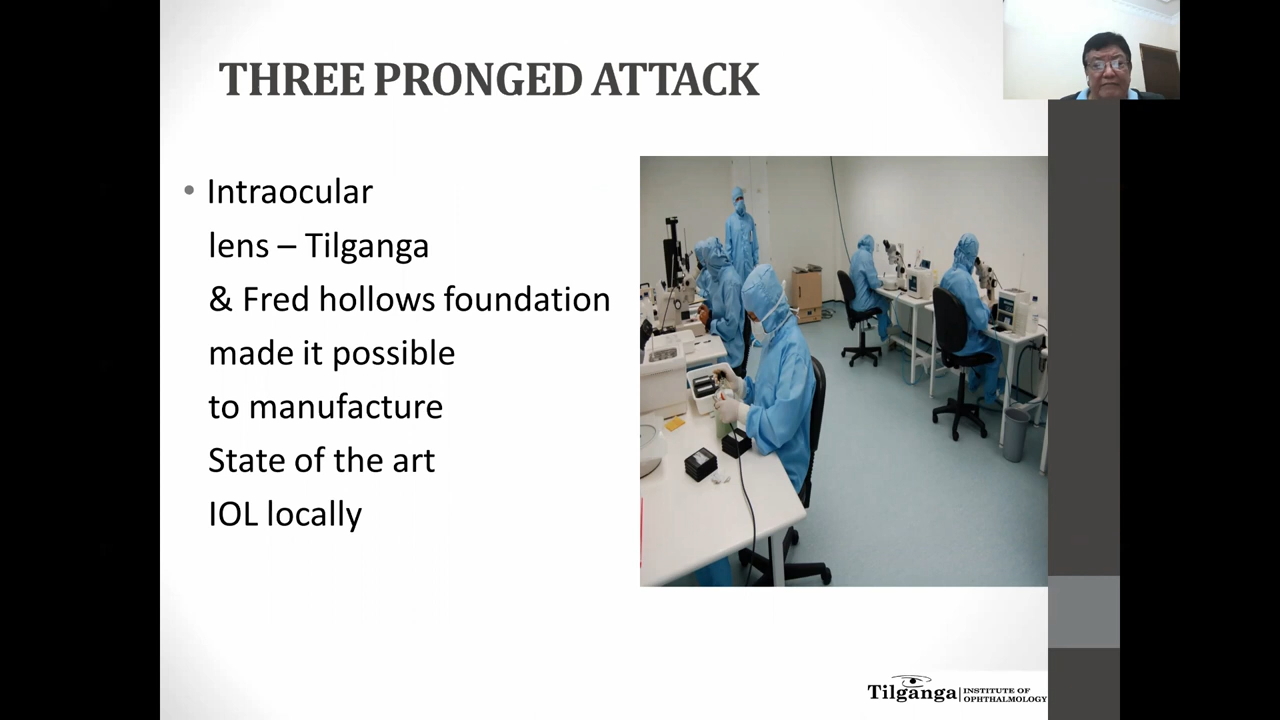 THREE PRONGED ATTACK
• Intraocular
lens – Tilganga
& Fred hollows foundation
made it possible
to manufacture
State of the art
IOL locally
Tilganga | INSTITUTE OF
OPHTHALMOLOGY